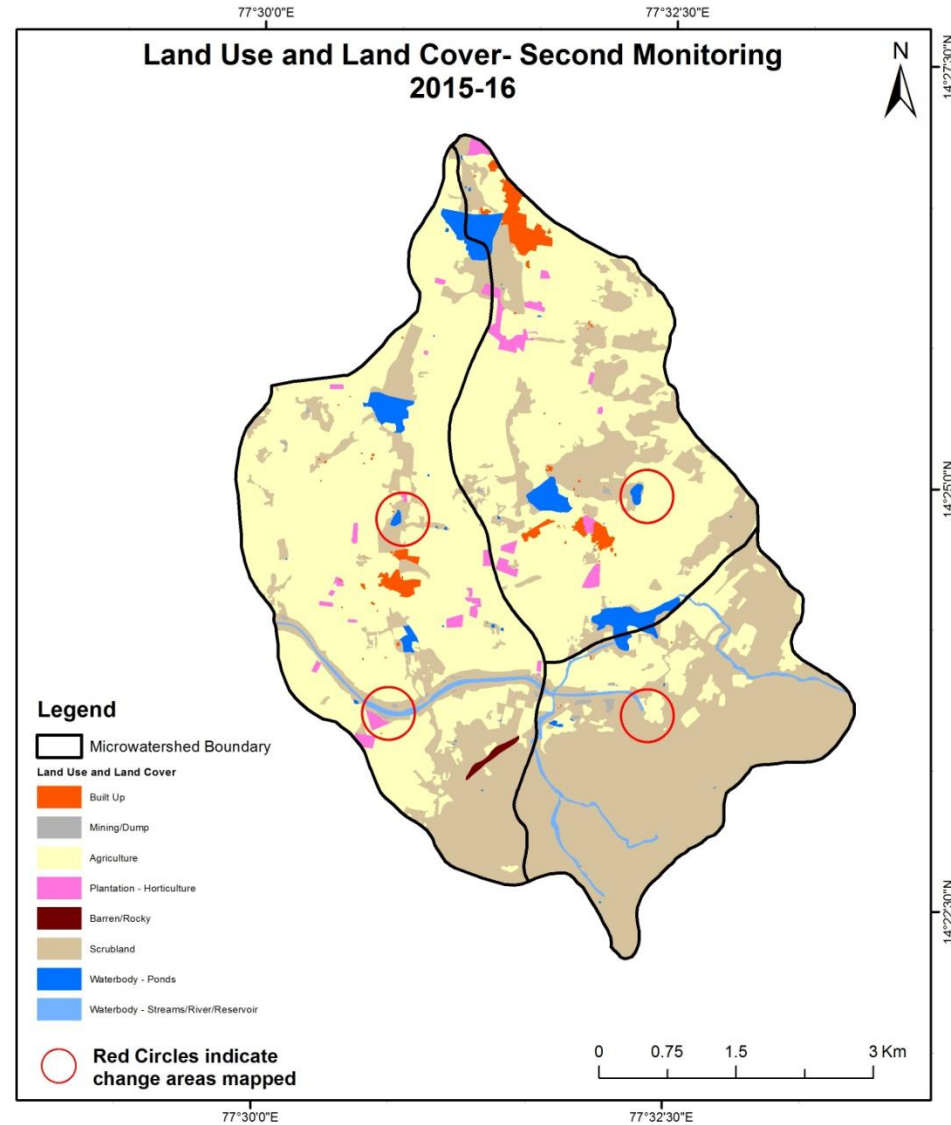 77°30'0"E
77°32'30"E
Land Use and Land Cover- Second Monitoring
2015-16
N
14°27'30"N
14°25'0"N
14°22'30"N
Legend
Microwatershed Boundary
Land Use and Land Cover
Built Up
Mining/Dump
Agriculture
Plantation - Horticulture
Barren/Rocky
Scrubland
Waterbody - Ponds
Waterbody - Streams/River/Reservoir
Red Circles indicate
change areas mapped
0 0.75 1.5 3 Km
77°30'0"E
77°32'30"E